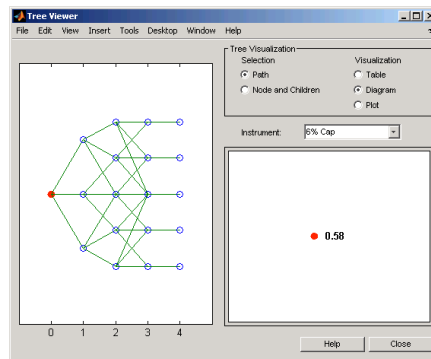 Tree Viewer
File Edit View Insert Tools Desktop Window Help
Tree Visualization
Selection
Visualization
Path
Table
Node and Children
Diagram
Plot
Instrument: 6% Cap
0.58
0 1 2 3 4
Help Close